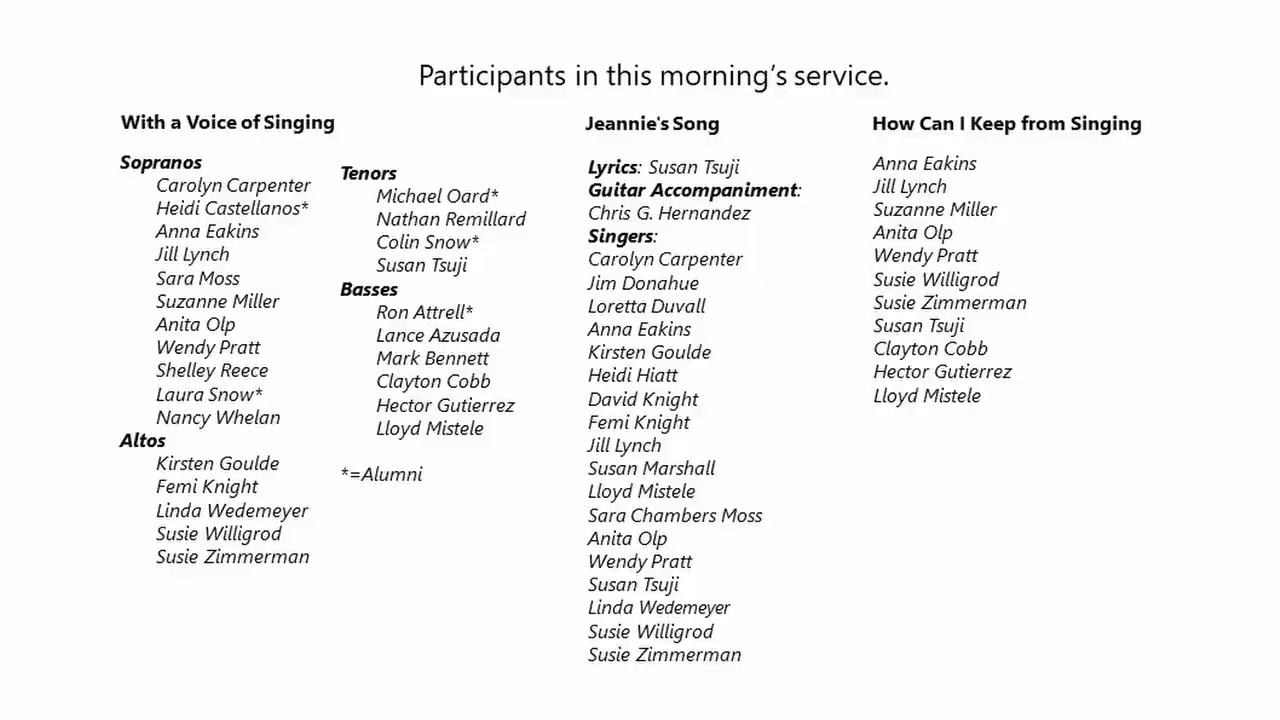 Participants in this morning’s service.
With a Voice of Singing
Sopranos
Carolyn Carpenter
Heidi Castellanos*
Anna Eakins
Jill Lynch
Sara Moss
Suzanne Miller
Anita Olp
Wendy Pratt
Shelley Reece
Laura Snow*
Nancy Whelan
Altos
Kirsten Goulde
Femi Knight
Linda Wedemeyer
Susie Willigrod
Susie Zimmerman
Tenors
Michael Oard*
Nathan Remillard
Colin Snow*
Susan Tsuji
Basses
Ron Attrell*
Lance Azusada
Mark Bennett
Clayton Cobb
Hector Gutierrez
Lloyd Mistele
*=Alumni
Jeannie's Song
Lyrics: Susan Tsuji
Guitar Accompaniment:
Chris G. Hernandez
Singers:
Carolyn Carpenter
Jim Donahue
Loretta Duvall
Anna Eakins
Kirsten Goulde
Heidi Hiatt
David Knight
Femi Knight
Jill Lynch
Susan Marshall
Lloyd Mistele
Sara Chambers Moss
Anita Olp
Wendy Pratt
Susan Tsuji
Linda Wedemeyer
Susie Willigrod
Susie Zimmerman
How Can I Keep from Singing
Anna Eakins
Jill Lynch
Suzanne Miller
Anita Olp
Wendy Pratt
Susie Willigrod
Susie Zimmerman
Susan Tsuji
Clayton Cobb
Hector Gutierrez
Lloyd Mistele